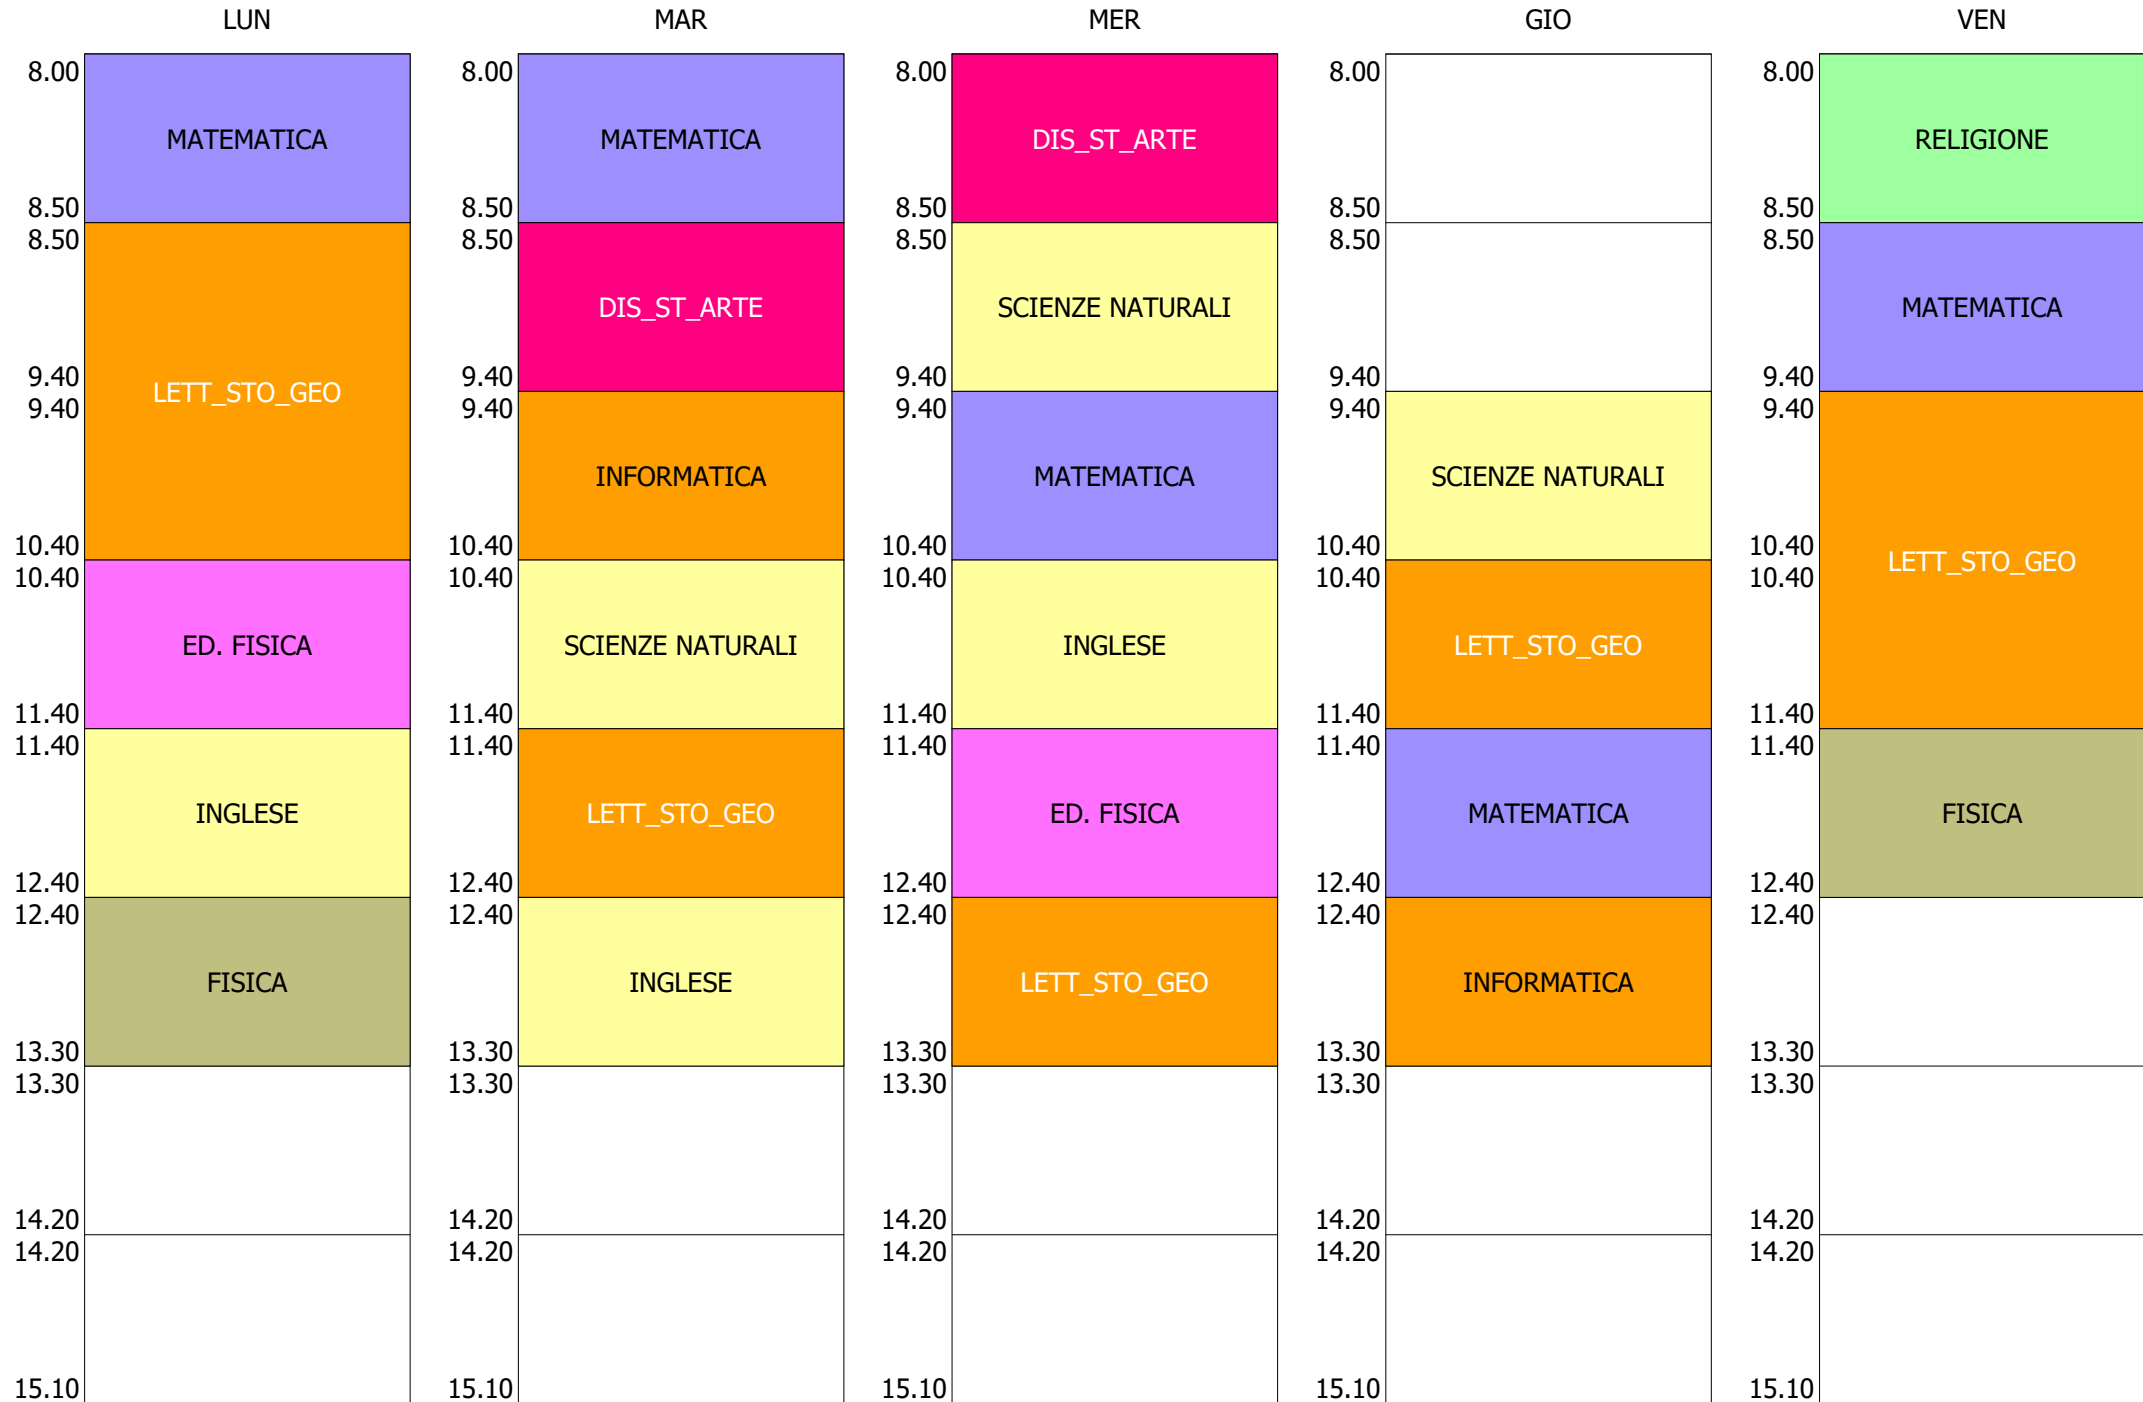 LUN MAR MER GIO VEN
8.00 8.00 8.00 8.00 8.00
MATEMATICA MATEMATICA DIS_ST_ARTE RELIGIONE
8.50 8.50 8.50 8.50 8.50
8.50 8.50 8.50 8.50 8.50
DIS_ST_ARTE SCIENZE NATURALI MATEMATICA
9.40 9.40 9.40 9.40 9.40
LETT_STO_GEO
9.40 9.40 9.40 9.40 9.40
INFORMATICA MATEMATICA SCIENZE NATURALI
10.40 10.40 10.40 10.40 10.40
LETT_STO_GEO
10.40 10.40 10.40 10.40 10.40
ED. FISICA SCIENZE NATURALI INGLESE LETT_STO_GEO
11.40 11.40 11.40 11.40 11.40
11.40 11.40 11.40 11.40 11.40
INGLESE LETT_STO_GEO ED. FISICA MATEMATICA FISICA
12.40 12.40 12.40 12.40 12.40
12.40 12.40 12.40 12.40 12.40
FISICA INGLESE LETT_STO_GEO INFORMATICA
13.30 13.30 13.30 13.30 13.30
13.30 13.30 13.30 13.30 13.30
14.20 14.20 14.20 14.20 14.20
14.20 14.20 14.20 14.20 14.20
15.10 15.10 15.10 15.10 15.10